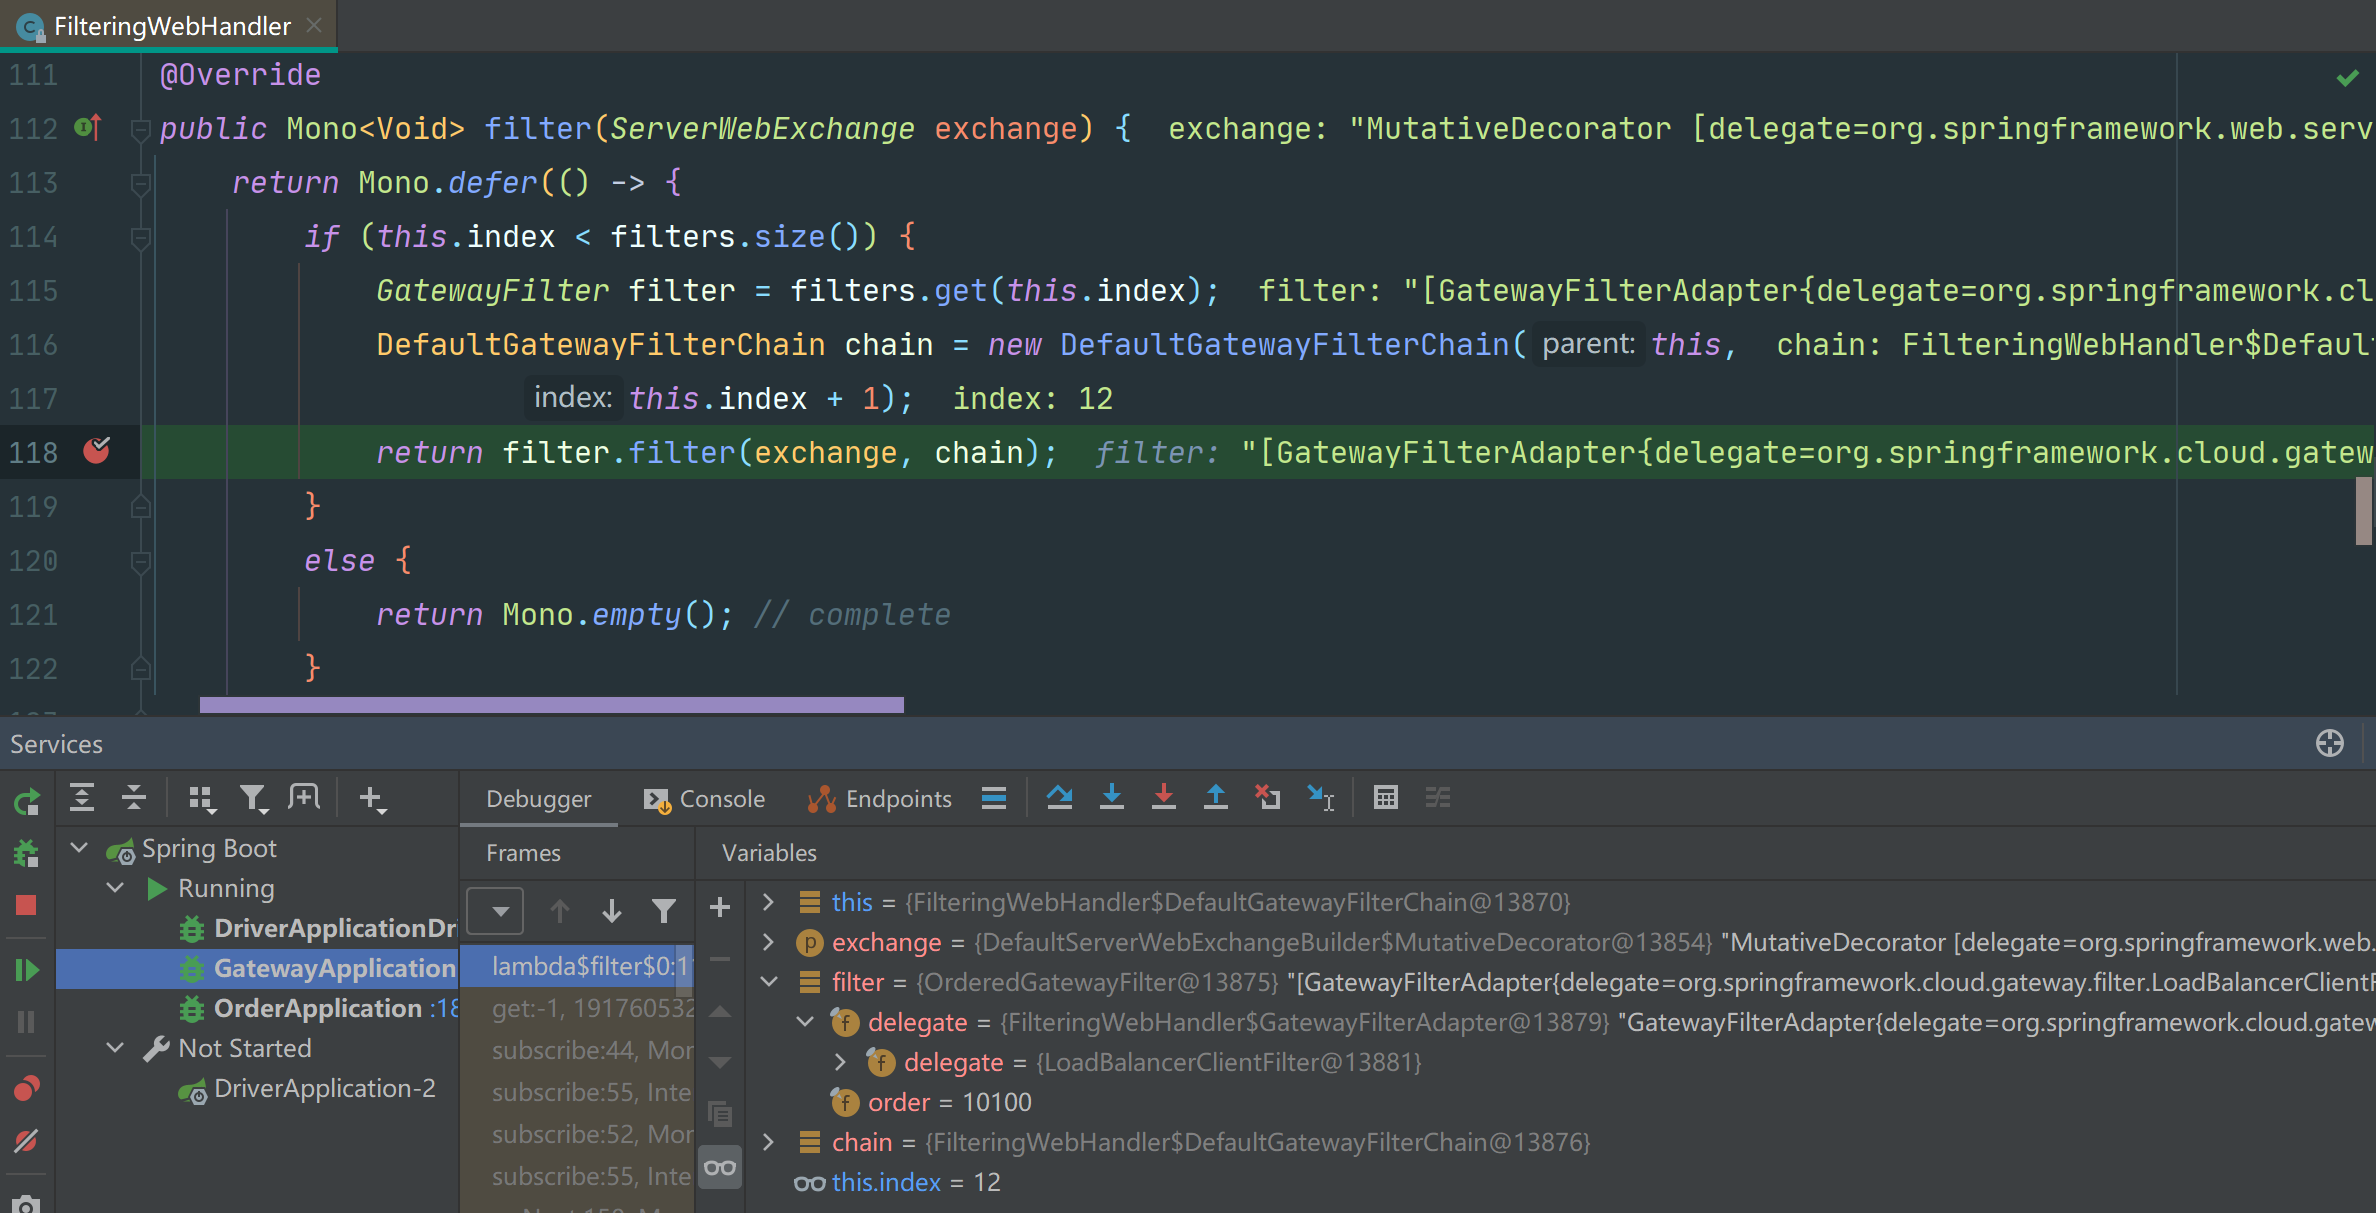 FilteringWebHandler
111 @Override
112 public Mono<Void> filter(ServerWebExchange exchange) { exchange: "MutativeDecorator [delegate=org.springframework.web.serv
113 return Mono.defer(() -> {
114 if (this.index < filters.size()) {
115 GatewayFilter filter = filters.get(this.index); filter: "[GatewayFilterAdapter{delegate=org.springframework.cl
116 DefaultGatewayFilterChain chain = new DefaultGatewayFilterChain( parent: this, chain: FilteringWebHandler$Defaul
117 index: this.index + 1); index: 12
118 return filter.filter(exchange, chain); filter: "[GatewayFilterAdapter{delegate=org.springframework.cloud.gatew
119 }
120 else {
121 return Mono.empty(); // complete
122 }
Services
Debugger Console Endpoints
Spring Boot
Running
DriverApplicationDri
GatewayApplication
OrderApplication :18
Not Started
DriverApplication-2
Frames
lambda$filter$0:11
get:-1, 191760532
subscribe:44, Mor
subscribe:55, Inte
subscribe:52, Mor
subscribe:55, Inte
Variables
this = {FilteringWebHandler$DefaultGatewayFilterChain@13870}
exchange = {DefaultServerWebExchangeBuilder$MutativeDecorator@13854} "MutativeDecorator [delegate=org.springframework.web.
filter = {OrderedGatewayFilter@13875} "[GatewayFilterAdapter{delegate=org.springframework.cloud.gateway.filter.LoadBalancerClientF
delegate = {FilteringWebHandler$GatewayFilterAdapter@13879} "GatewayFilterAdapter{delegate=org.springframework.cloud.gatew
delegate = {LoadBalancerClientFilter@13881}
order = 10100
chain = {FilteringWebHandler$DefaultGatewayFilterChain@13876}
this.index = 12